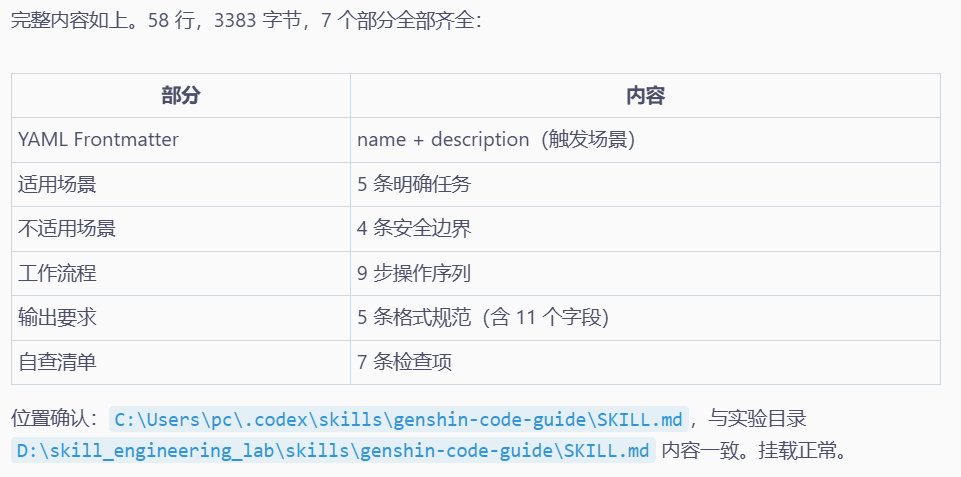 完整内容如上。58 行，3383 字节，7 个部分全部齐全：
部分 内容
YAML Frontmatter name + description（触发场景）
适用场景 5 条明确任务
不适用场景 4 条安全边界
工作流程 9 步操作序列
输出要求 5 条格式规范（含 11 个字段）
自查清单 7 条检查项
位置确认：C:\Users\pc\.codex\skills\genshin-code-guide\SKILL.md，与实验目录
D:\skill_engineering_lab\skills\genshin-code-guide\SKILL.md 内容一致。挂载正常。